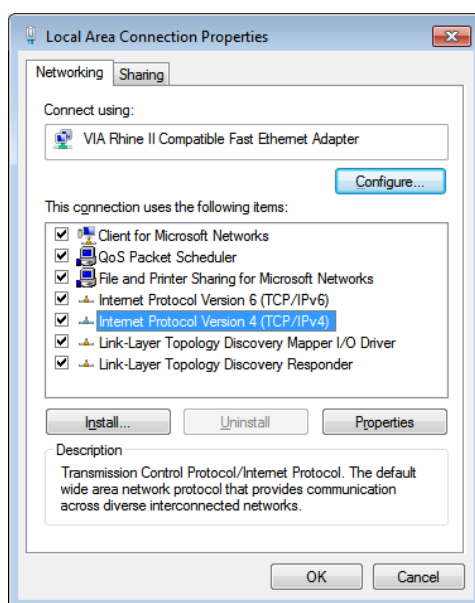 Local Area Connection Properties
Networking
Sharing
Connect using:
VIA Rhine II Compatible Fast Ethernet Adapter
Configure...
This connection uses the following items:
Client for Microsoft Networks
QoS Packet Scheduler
File and Printer Sharing for Microsoft Networks
Internet Protocol Version 6 (TCP/IPv6)
Internet Protocol Version 4 (TCP/IPv4)
Link-Layer Topology Discovery Mapper I/O Driver
Link-Layer Topology Discovery Responder
Install...
Uninstall
Properties
Description
Transmission Control Protocol/Internet Protocol. The default
wide area network protocol that provides communication
across diverse interconnected networks.
OK
Cancel